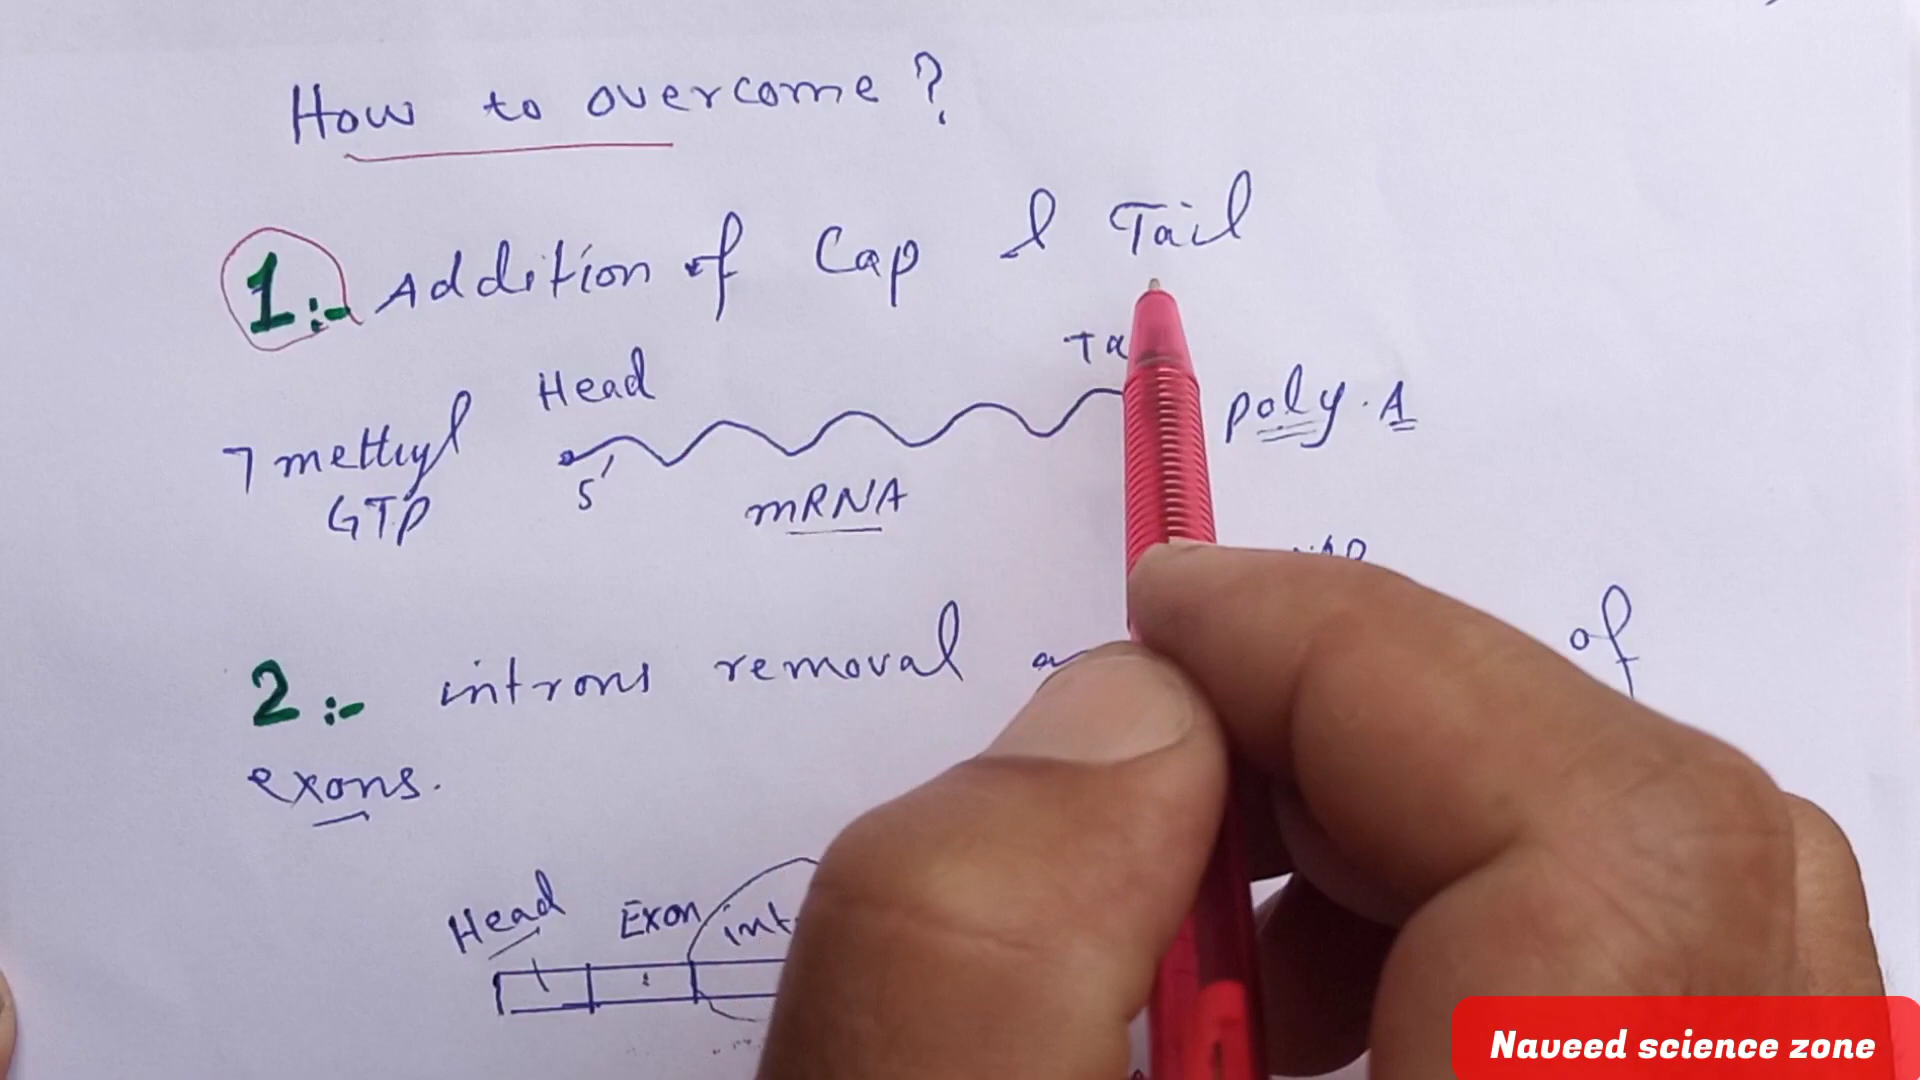 How to overcome?
1:- Addition of Cap & Tail
Head
7 methyl
poly. A
5'
GTP
mRNA
2:- introns removal of
exons.
Head Exon
Naveed science zone